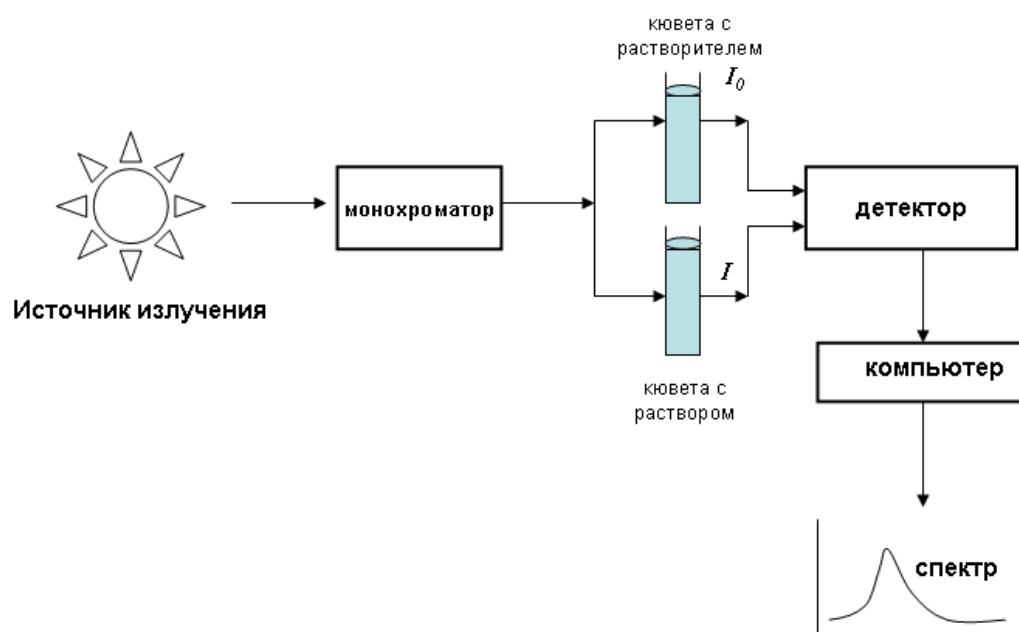 кювета с
растворителем
I0
монохроматор
детектор
I
Источник излучения
компьютер
кювета с
раствором
спектр